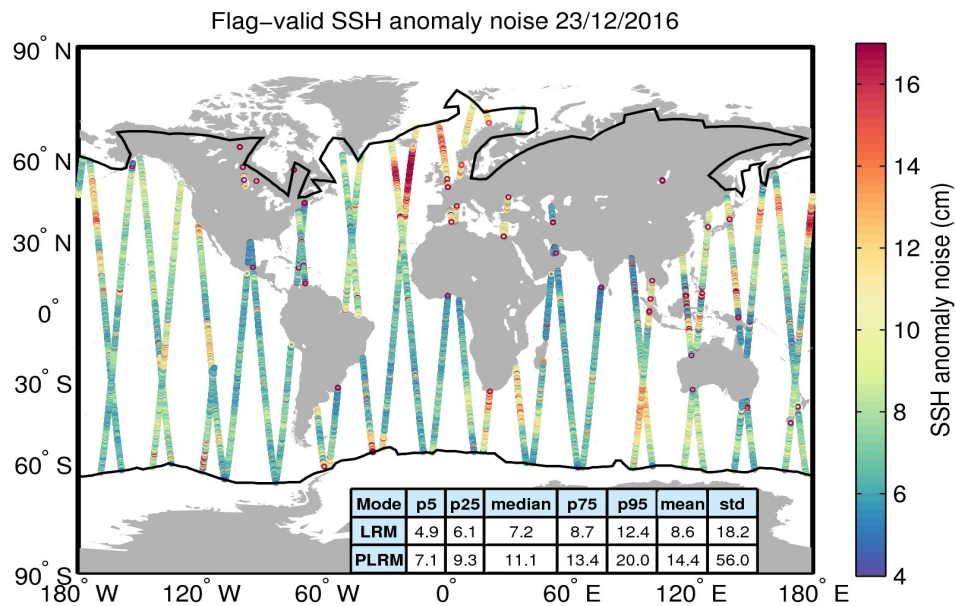 Flag−valid SSH anomaly noise 23/12/2016
90° N
60° N
30° N
0°
30° S
60° S
90° S
180° W
120° W
60° W
0°
60° E
120° E
180° E
Mode p5 p25 median p75 p95 mean std
LRM 4.9 6.1 7.2 8.7 12.4 8.6 18.2
PLRM 7.1 9.3 11.1 13.4 20.0 14.4 56.0
16
14
12
10
8
6
4
SSH anomaly noise (cm)